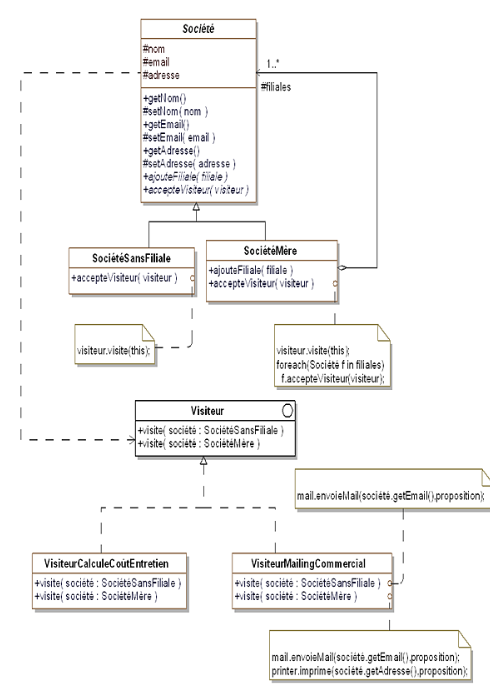 Société
#nom
#email
#adresse
+getNom()
#setNom( nom )
+getEmail()
#setEmail( email )
+getAdresse()
#setAdresse( adresse )
+ajouteFiliale( filiale )
+accepteVisiteur( visiteur )
1..*
#filiales
SociétéSansFiliale
+accepteVisiteur( visiteur )
SociétéMère
+ajouteFiliale( filiale )
+accepteVisiteur( visiteur )
visiteur.visite(this);
visiteur.visite(this);
foreach(Société f in filiales)
f.accepteVisiteur(visiteur);
Visiteur
+visite( société : SociétéSansFiliale )
+visite( société : SociétéMère )
mail.envoieMail(société.getEmail(),proposition);
VisiteurCalculeCoûtEntretien
+visite( société : SociétéSansFiliale )
+visite( société : SociétéMère )
VisiteurMailingCommercial
+visite( société : SociétéSansFiliale )
+visite( société : SociétéMère )
mail.envoieMail(société.getEmail(),proposition);
printer.imprime(société.getAdresse(),proposition);